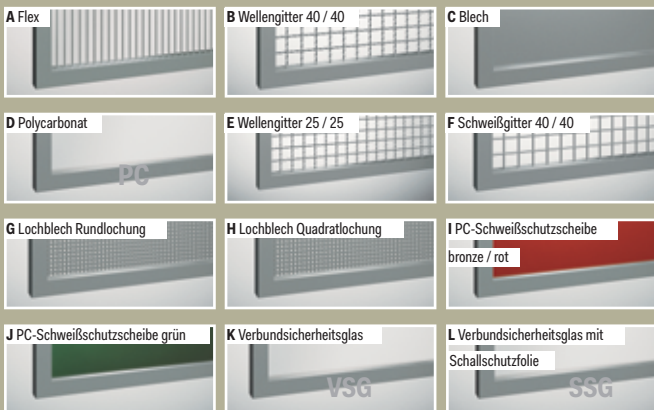 A Flex
B Wellengitter 40 / 40
C Blech
D Polycarbonat
PC
E Wellengitter 25 / 25
F Schweißgitter 40 / 40
G Lochblech Rundlochung
H Lochblech Quadratlochung
I PC-Schweißschutzscheibe
bronze / rot
J PC-Schweißschutzscheibe grün
K Verbundsicherheitsglas
VSG
L Verbundsicherheitsglas mit
Schallschutzfolie
SSG